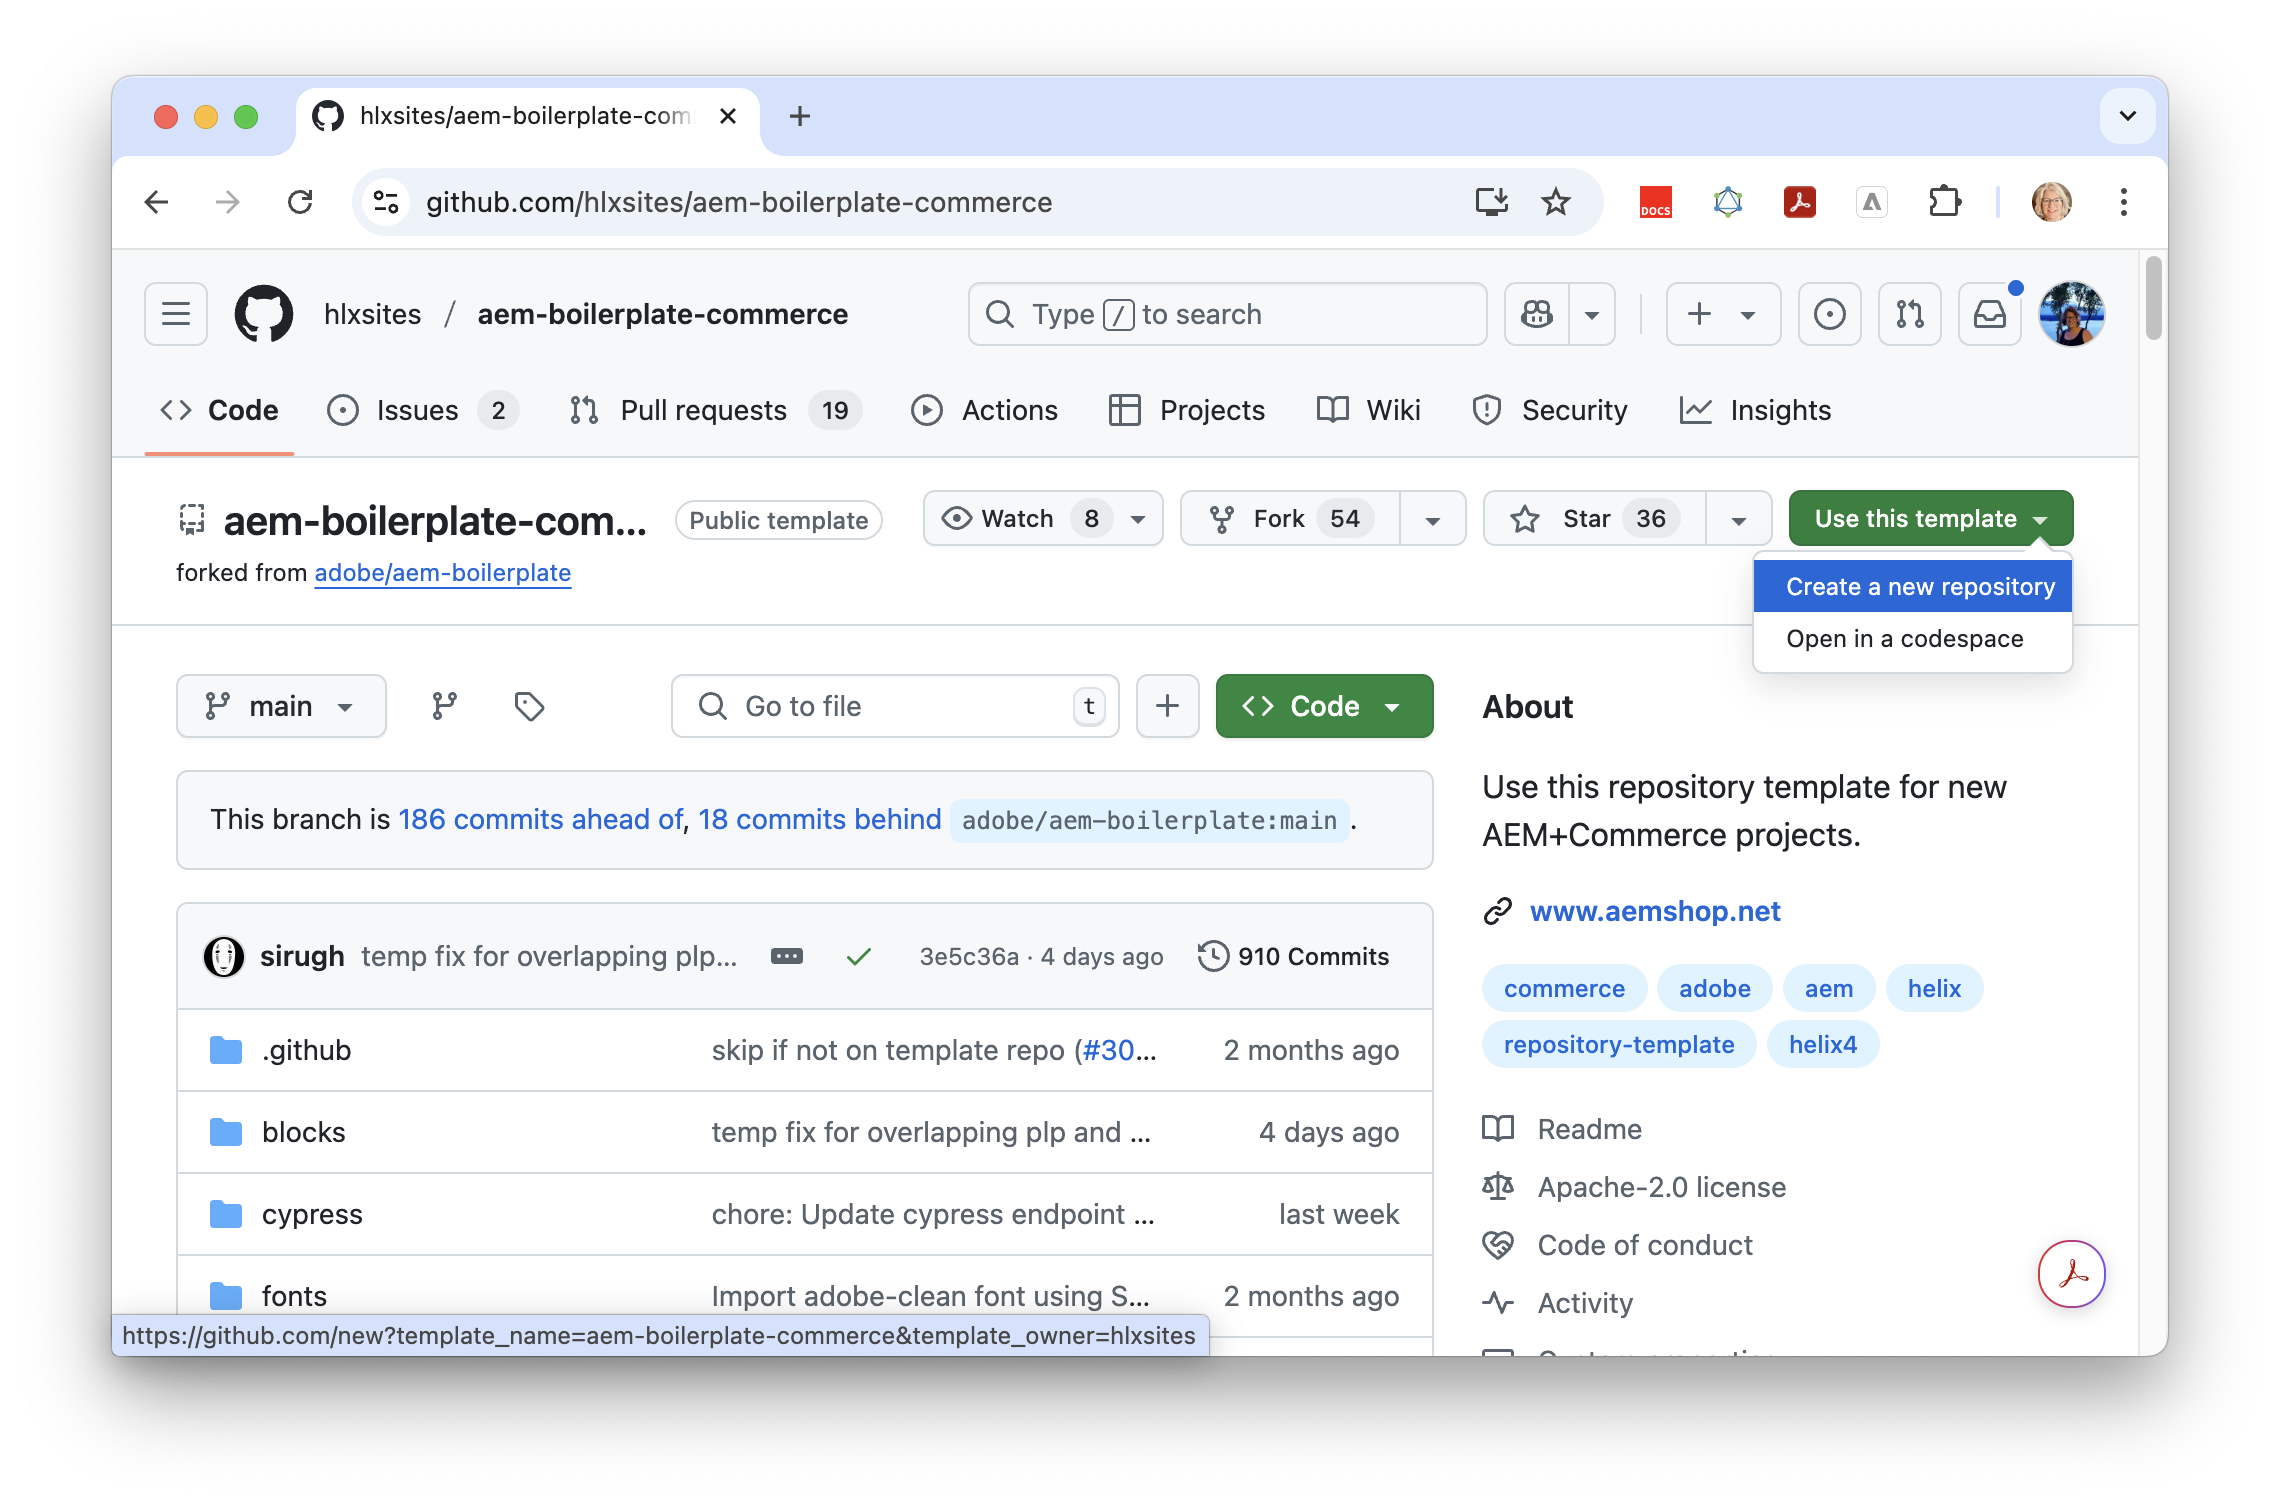 hlxsites/aem-boilerplate-com
github.com/hlxsites/aem-boilerplate-commerce
DOCS
hlxsites / aem-boilerplate-commerce
Type / to search
Code
Issues 2
Pull requests 19
Actions
Projects
Wiki
Security
Insights
aem-boilerplate-com...
Public template
Watch 8
Fork 54
Star 36
Use this template
forked from adobe/aem-boilerplate
Create a new repository
Open in a codespace
main
Go to file
t
Code
This branch is 186 commits ahead of, 18 commits behind adobe/aem-boilerplate:main .
sirugh temp fix for overlapping plp... 3e5c36a · 4 days ago 910 Commits
.github skip if not on template repo (#30... 2 months ago
blocks temp fix for overlapping plp and ... 4 days ago
cypress chore: Update cypress endpoint ... last week
fonts Import adobe-clean font using S... 2 months ago
About
Use this repository template for new
AEM+Commerce projects.
www.aemshop.net
commerce adobe aem helix
repository-template helix4
Readme
Apache-2.0 license
Code of conduct
Activity
https://github.com/new?template_name=aem-boilerplate-commerce&template_owner=hlxsites